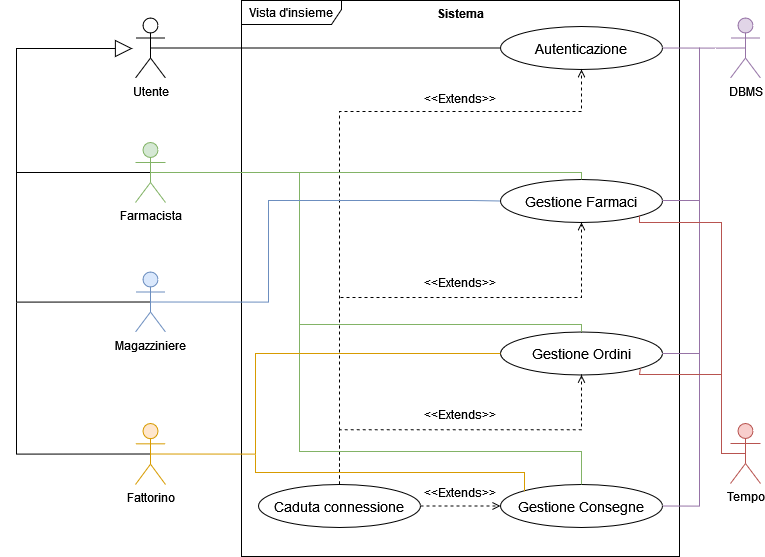 Vista d'insieme
Sistema
Utente
Autenticazione
DBMS
<<Extends>>
Farmacista
Gestione Farmaci
<<Extends>>
Magazziniere
Gestione Ordini
<<Extends>>
Fattorino
Caduta connessione
<<Extends>>
Gestione Consegne
Tempo